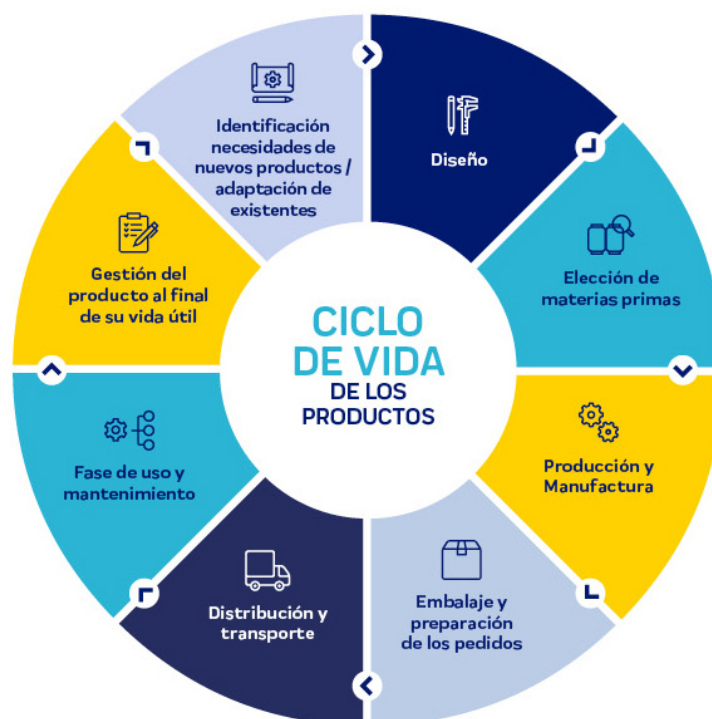 CICLO
DE VIDA
DE LOS
PRODUCTOS
Identificación
necesidades de
nuevos productos /
adaptación de
existentes
Diseño
Elección de
materias primas
Producción y
Manufactura
Embalaje y
preparación
de los pedidos
Distribución y
transporte
Fase de uso y
mantenimiento
Gestión del
producto al final
de su vida útil